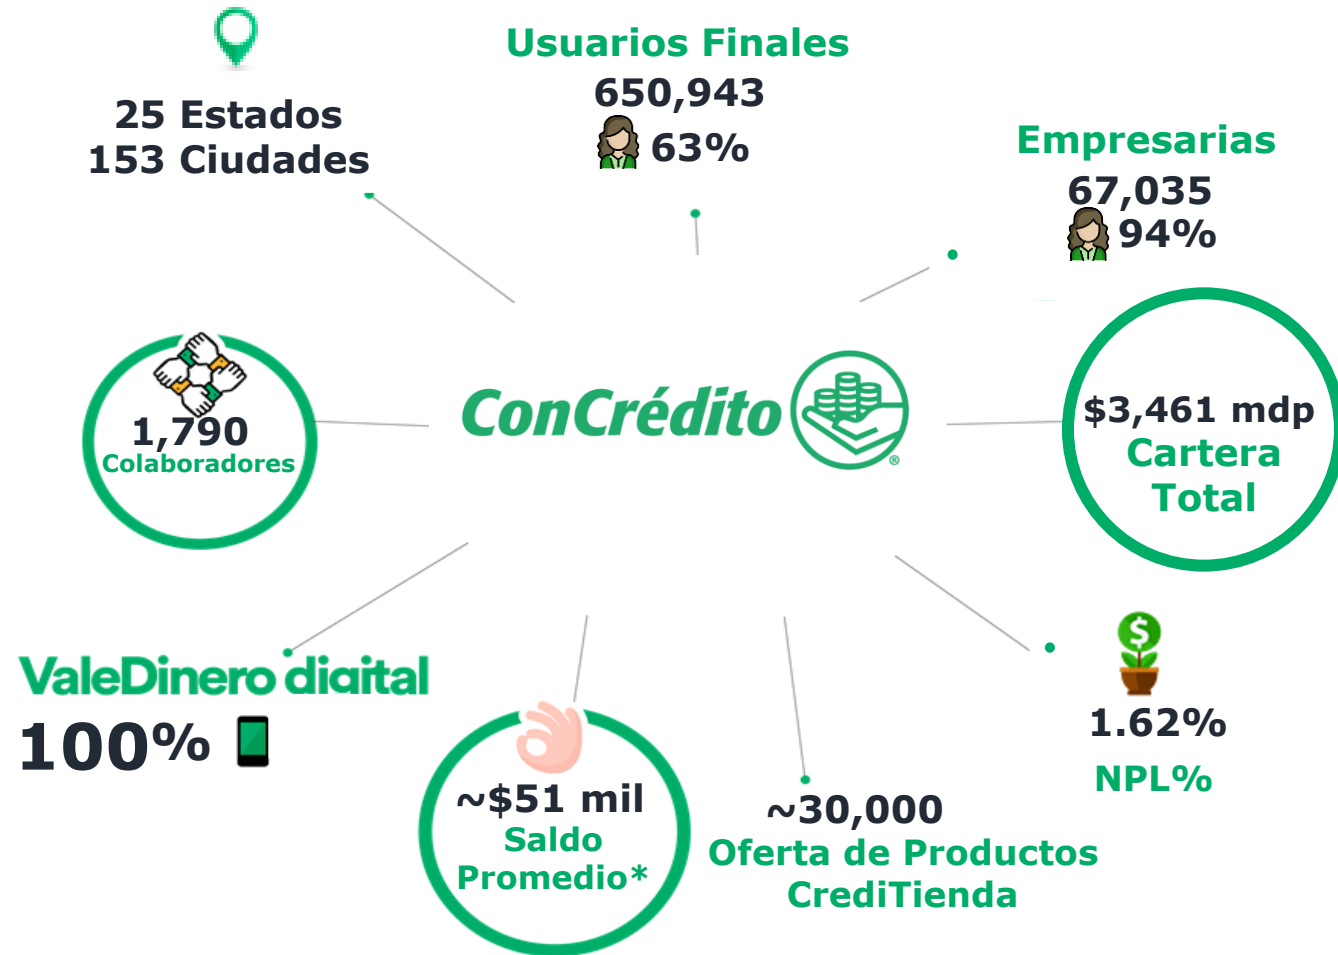 25 Estados
153 Ciudades
Usuarios Finales
650,943
63%
Empresarias
67,035
94%
1,790
Colaboradores
ConCrédito
®
$3,461 mdp
Cartera
Total
ValeDinero digital
100%
~$51 mil
Saldo
Promedio*
~30,000
Oferta de Productos
CrediTienda
$
1.62%
NPL%